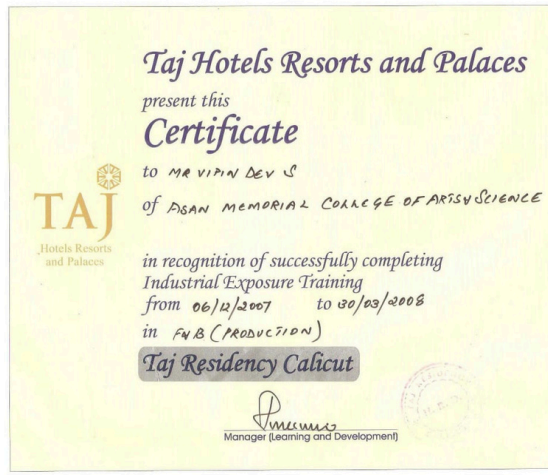 Taj Hotels Resorts and Palaces
present this
Certificate
to MR VIPIN DEV S
of ASAN MEMORIAL COLLEGE OF ARTS & SCIENCE
TAJ
Hotels Resorts
and Palaces
in recognition of successfully completing
Industrial Exposure Training
from 06/12/2007 to 30/03/2008
in F&B (PRODUCTION)
Taj Residency Calicut
Manager (Learning and Development)